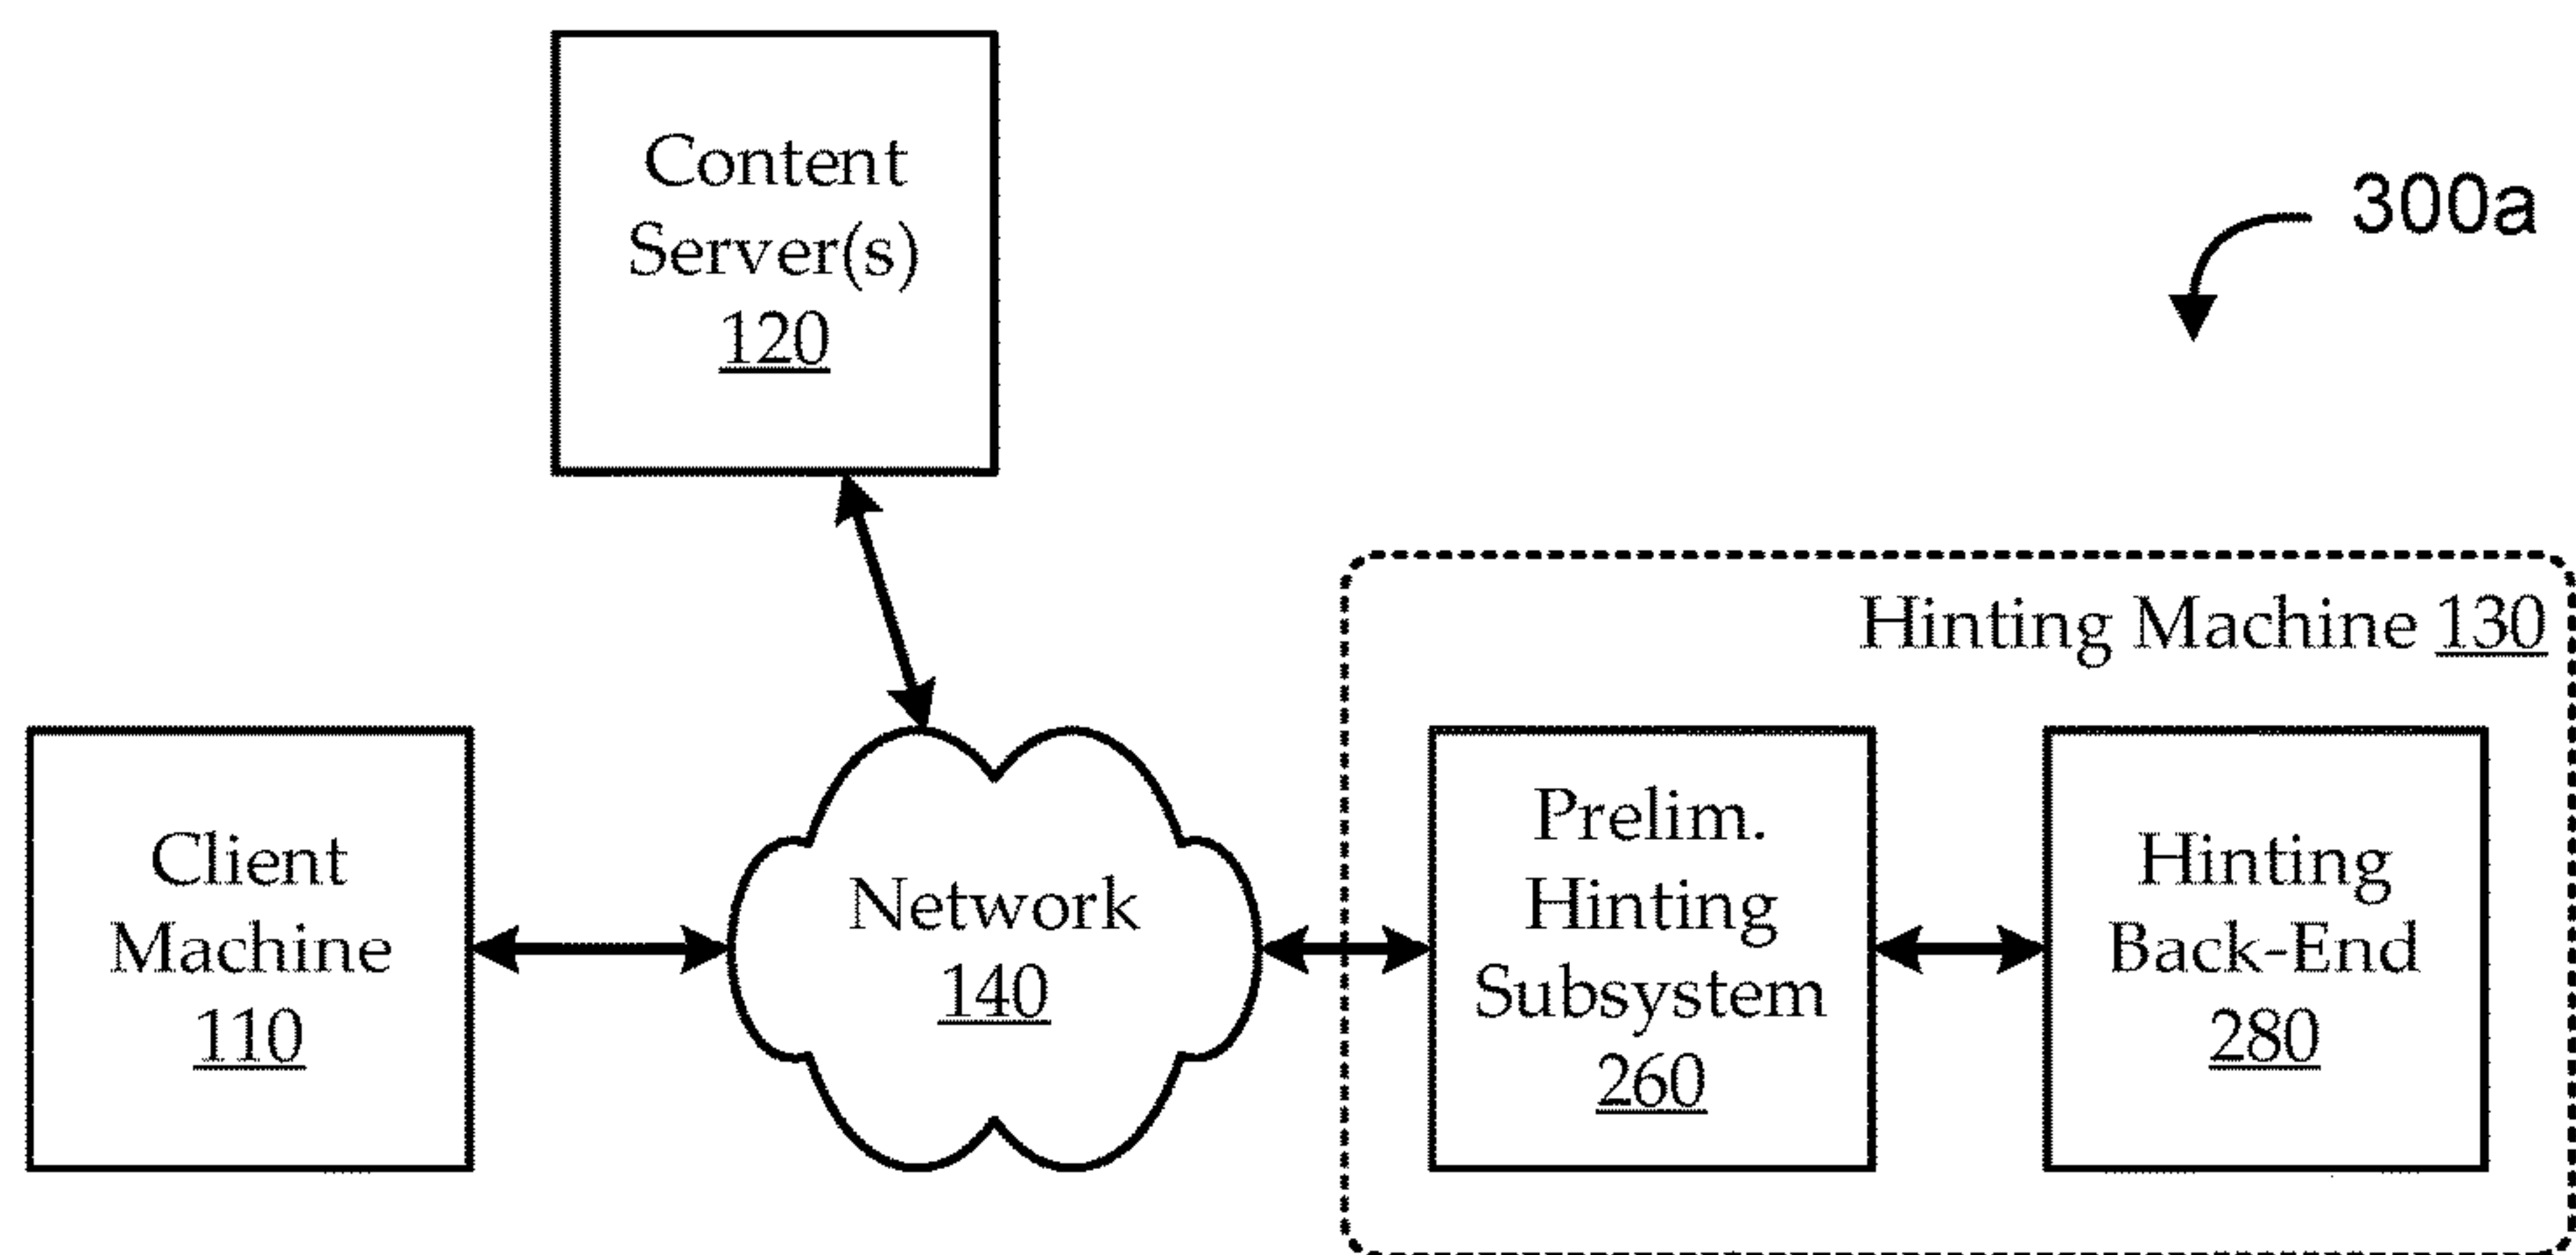 Content
Server(s)
120
300a
Hinting Machine 130
Client
Machine
110
Network
140
Prelim.
Hinting
Subsystem
260
Hinting
Back-End
280